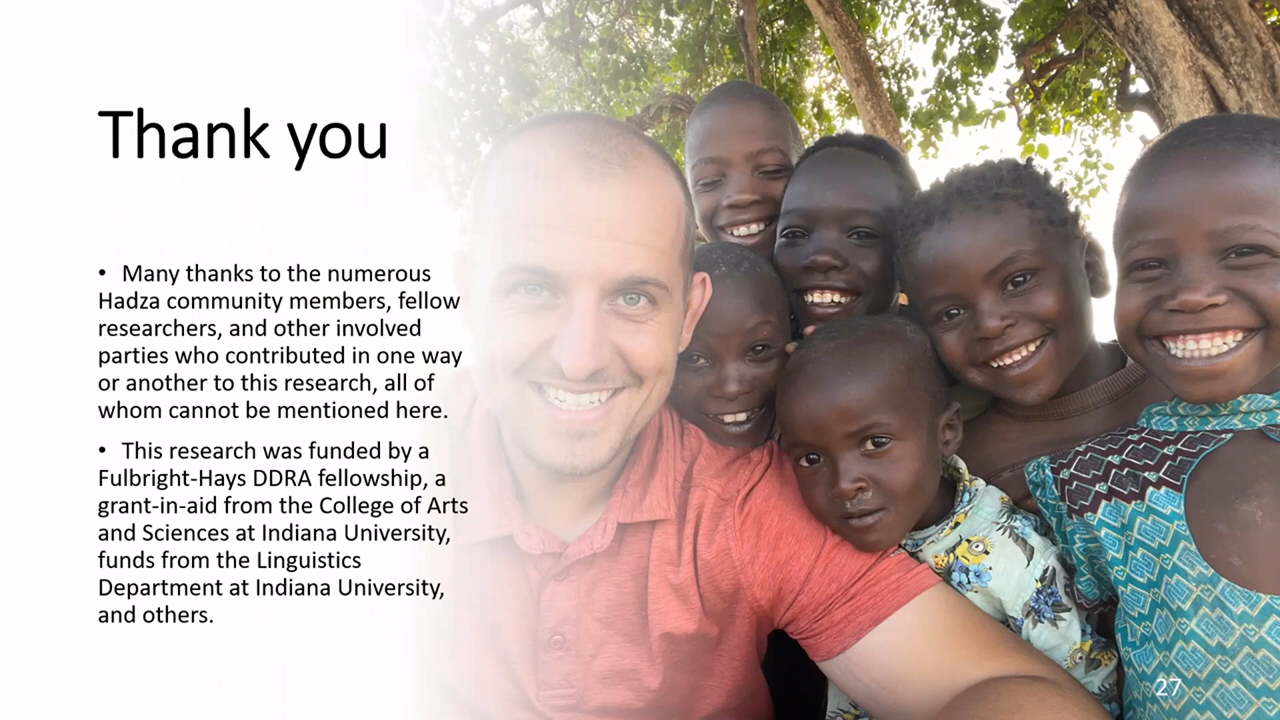 Thank you
• Many thanks to the numerous
Hadza community members, fellow
researchers, and other involved
parties who contributed in one way
or another to this research, all of
whom cannot be mentioned here.
• This research was funded by a
Fulbright-Hays DDRA fellowship, a
grant-in-aid from the College of Arts
and Sciences at Indiana University,
funds from the Linguistics
Department at Indiana University,
and others.
27